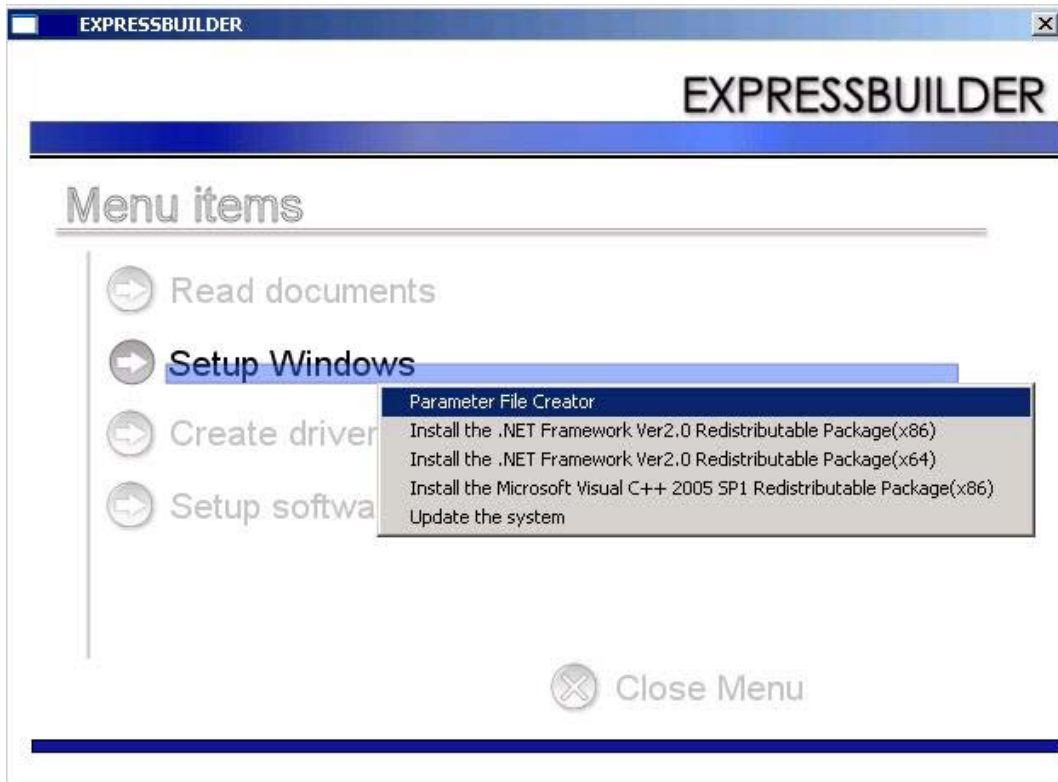 EXPRESSBUILDER
EXPRESSBUILDER
Menu items
Read documents
Setup Windows
Parameter File Creator
Create driver
Install the .NET Framework Ver2.0 Redistributable Package(x86)
Install the .NET Framework Ver2.0 Redistributable Package(x64)
Install the Microsoft Visual C++ 2005 SP1 Redistributable Package(x86)
Setup softwa
Update the system
Close Menu